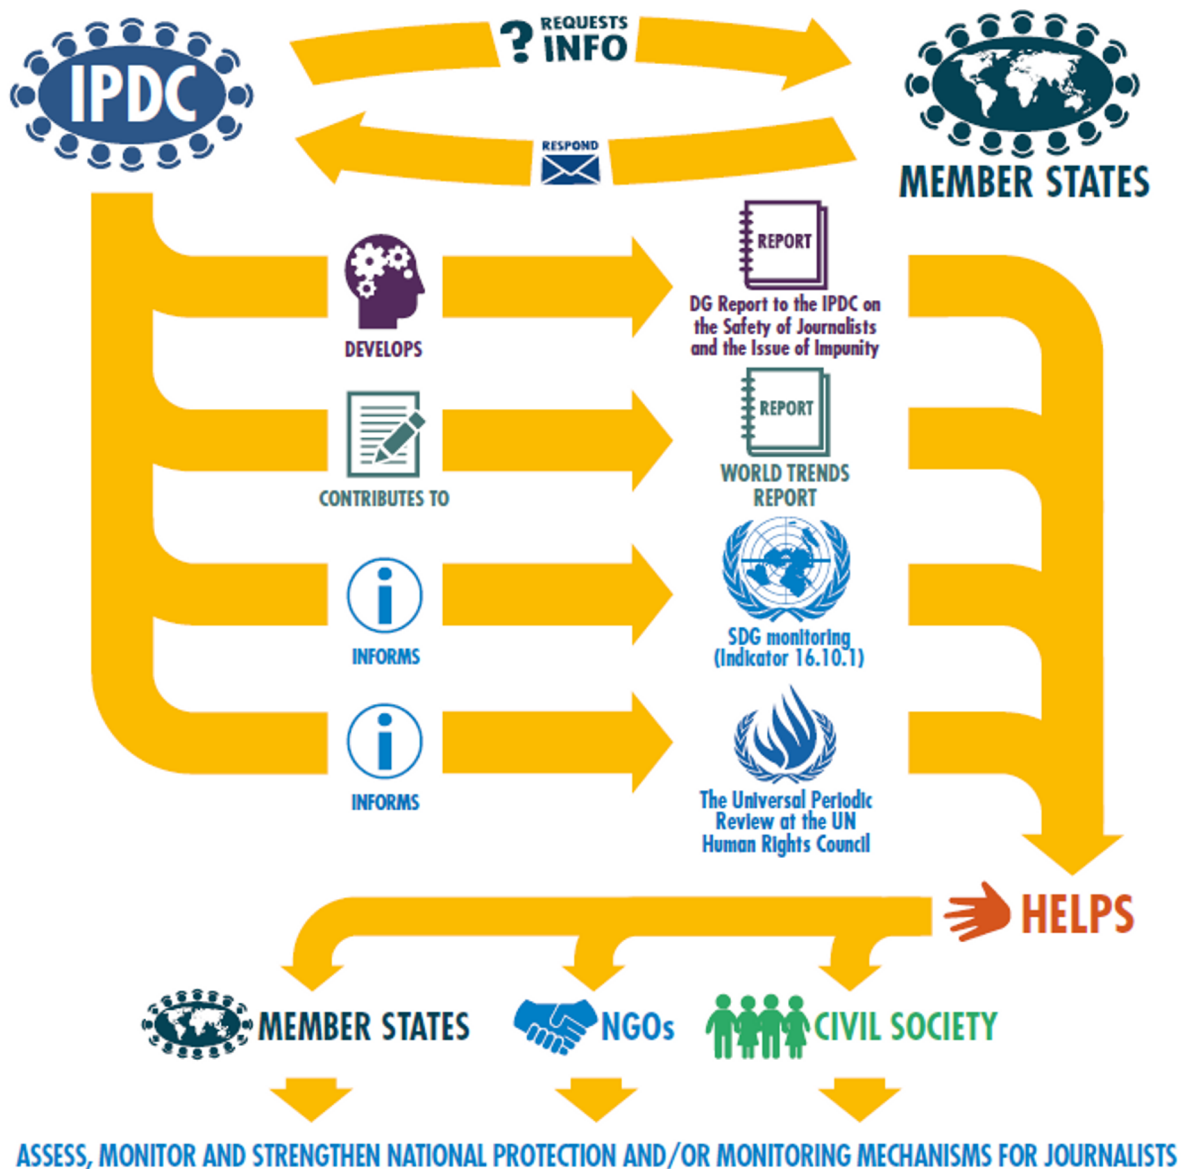 IPDC
REQUESTS
INFO
RESPOND
MEMBER STATES
REPORT
DG Report to the IPDC on
the Safety of Journalists
and the Issue of Impunity
DEVELOPS
REPORT
WORLD TRENDS
REPORT
CONTRIBUTES TO
SDG monitoring
(Indicator 16.10.1)
INFORMS
The Universal Periodic
Review at the UN
Human Rights Council
INFORMS
HELPS
MEMBER STATES
NGOs
CIVIL SOCIETY
ASSESS, MONITOR AND STRENGTHEN NATIONAL PROTECTION AND/OR MONITORING MECHANISMS FOR JOURNALISTS